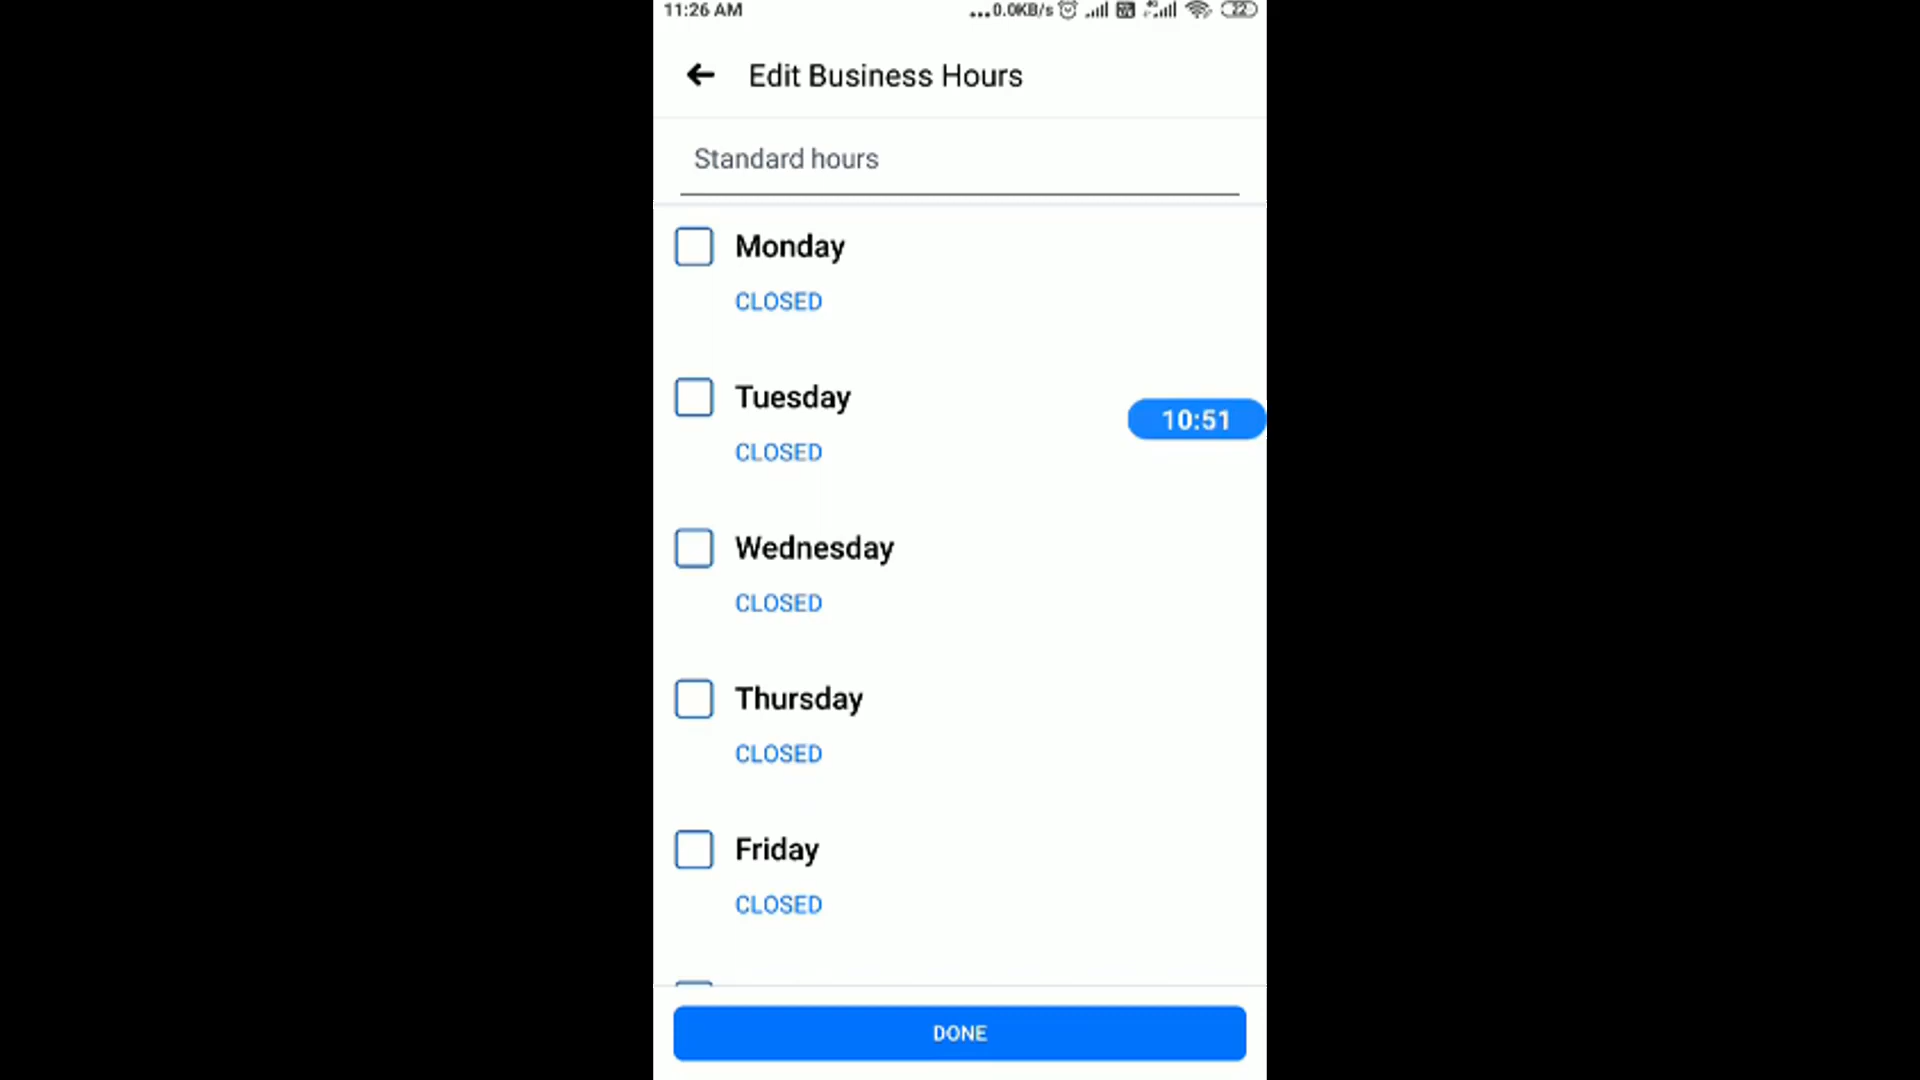 11:26 AM ...0.0KB/s 22
Edit Business Hours
Standard hours
Monday
CLOSED
Tuesday
10:51
CLOSED
Wednesday
CLOSED
Thursday
CLOSED
Friday
CLOSED
DONE